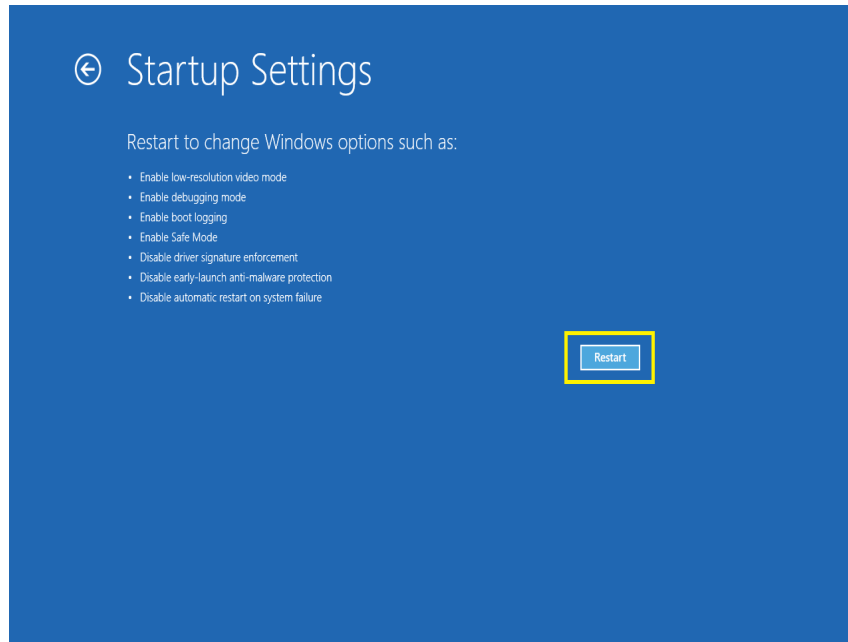 Startup Settings
Restart to change Windows options such as:
• Enable low-resolution video mode
• Enable debugging mode
• Enable boot logging
• Enable Safe Mode
• Disable driver signature enforcement
• Disable early-launch anti-malware protection
• Disable automatic restart on system failure
Restart